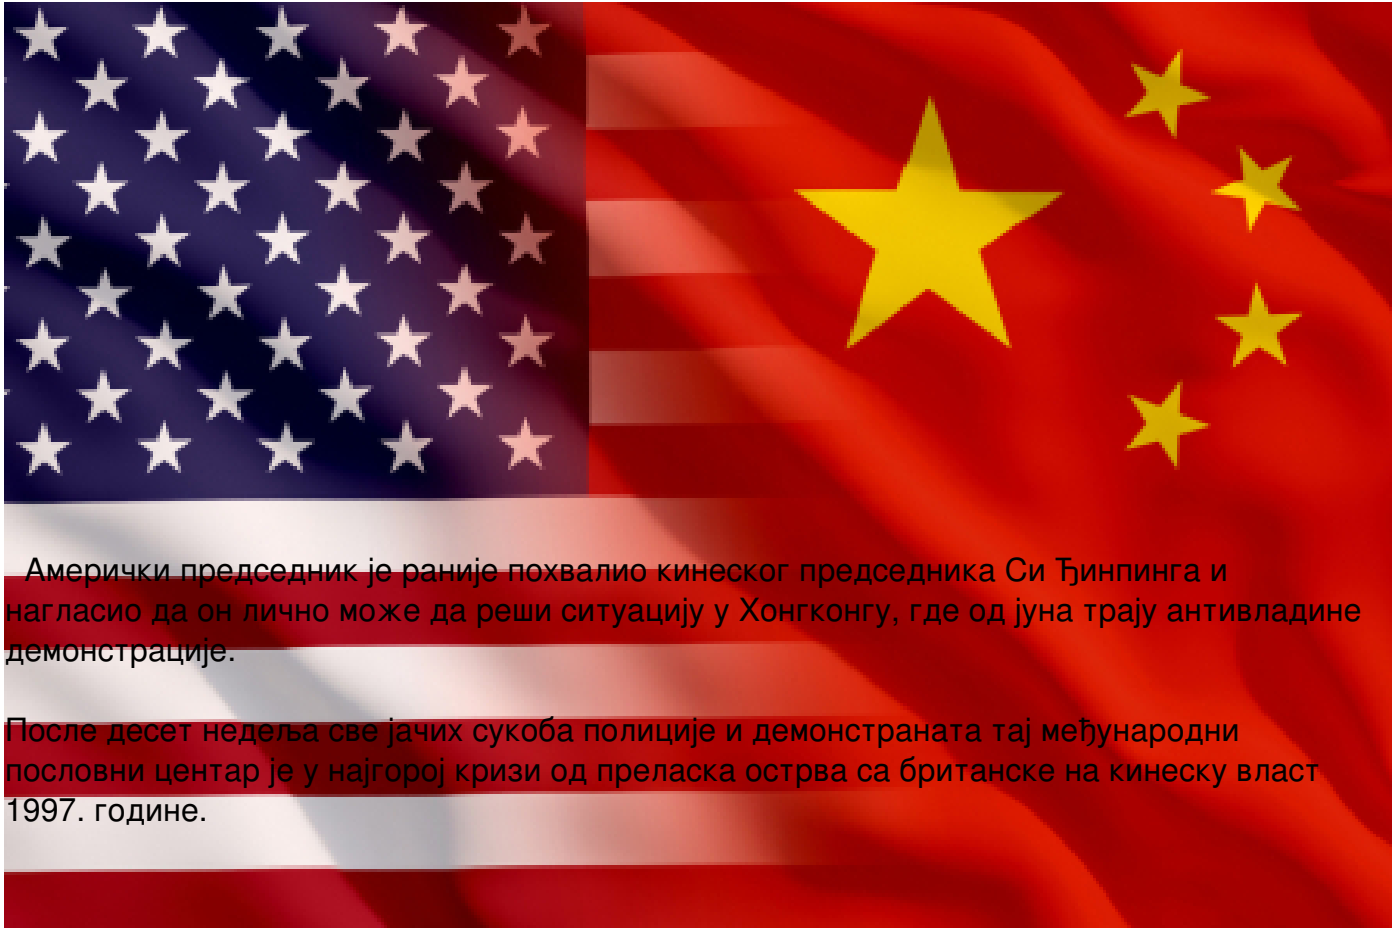 Амерички председник је раније похвалио кинеског председника Си Ђинпинга и
нагласио да он лично може да реши ситуацију у Хонгконгу, где од јуна трају антивладине
демонстрације.
После десет недеља све јачих сукоба полиције и демонстраната тај међународни
пословни центар је у најгорој кризи од преласка острва са британске на кинеску власт
1997. године.